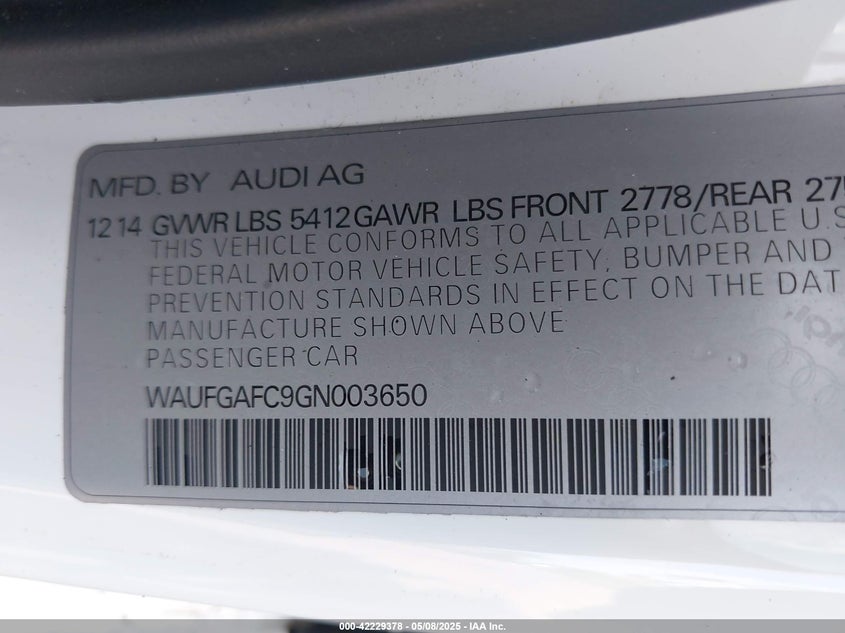 MFD. BY AUDI AG
12 14 GVWR LBS 5412 GAWR LBS FRONT 2778/REAR 275
THIS VEHICLE CONFORMS TO ALL APPLICABLE U.S
FEDERAL MOTOR VEHICLE SAFETY, BUMPER AND
PREVENTION STANDARDS IN EFFECT ON THE DAT
MANUFACTURE SHOWN ABOVE
PASSENGER CAR
WAUFGAFC9GN003650
000-42229378 - 05/08/2025 - IAA Inc.